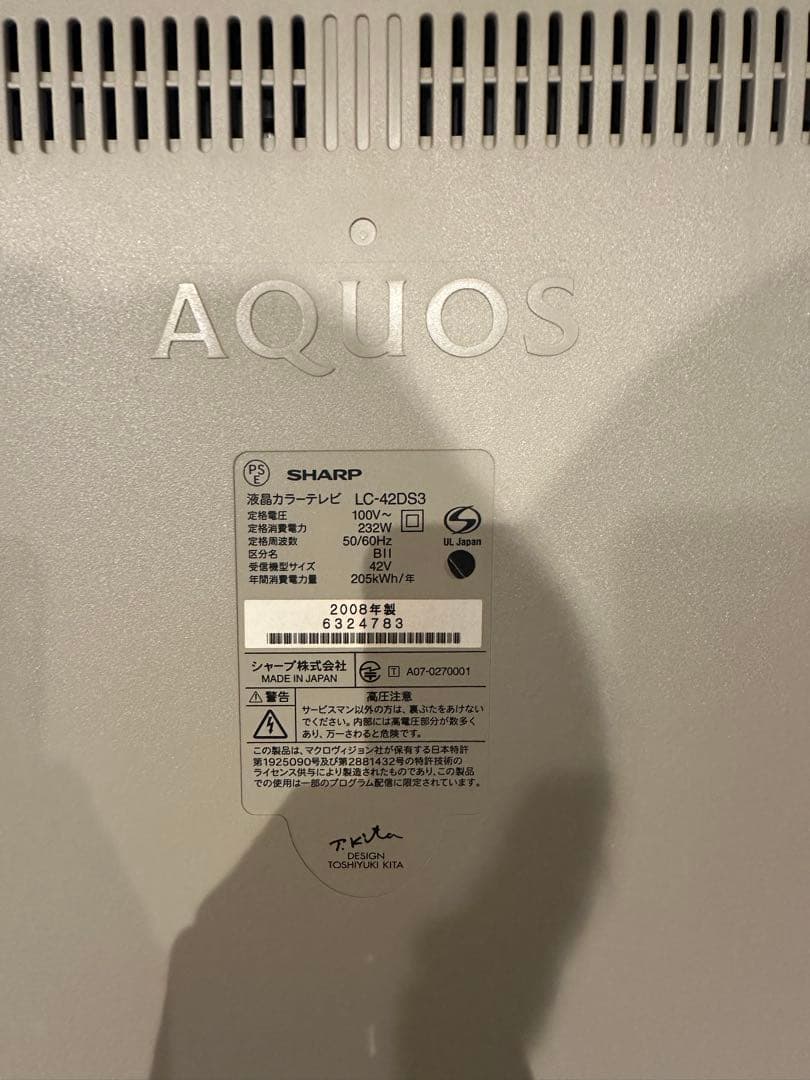 AQUOS
PSE
SHARP
液晶カラーテレビ LC-42DS3
定格電圧 100V～
定格消費電力 232W
定格周波数 50/60Hz
区分名 BII
受信機型サイズ 42V
年間消費電力量 205kWh/年
UL Japan
2008年製
6324783
シャープ株式会社
MADE IN JAPAN
T A07-0270001
警告 高圧注意
サービスマン以外の方は、裏ぶたをあけない
でください。内部には高電圧部分が数多く
あり、万一さわると危険です。
この製品は、マクロヴィジョン社が保有する日本特許
第1925090号及び第2881432号の特許技術の
ライセンス供与により製造されたものであり、この製品
での使用は一部のプログラム配信に限定されています。
T.Kita
DESIGN
TOSHIYUKI KITA